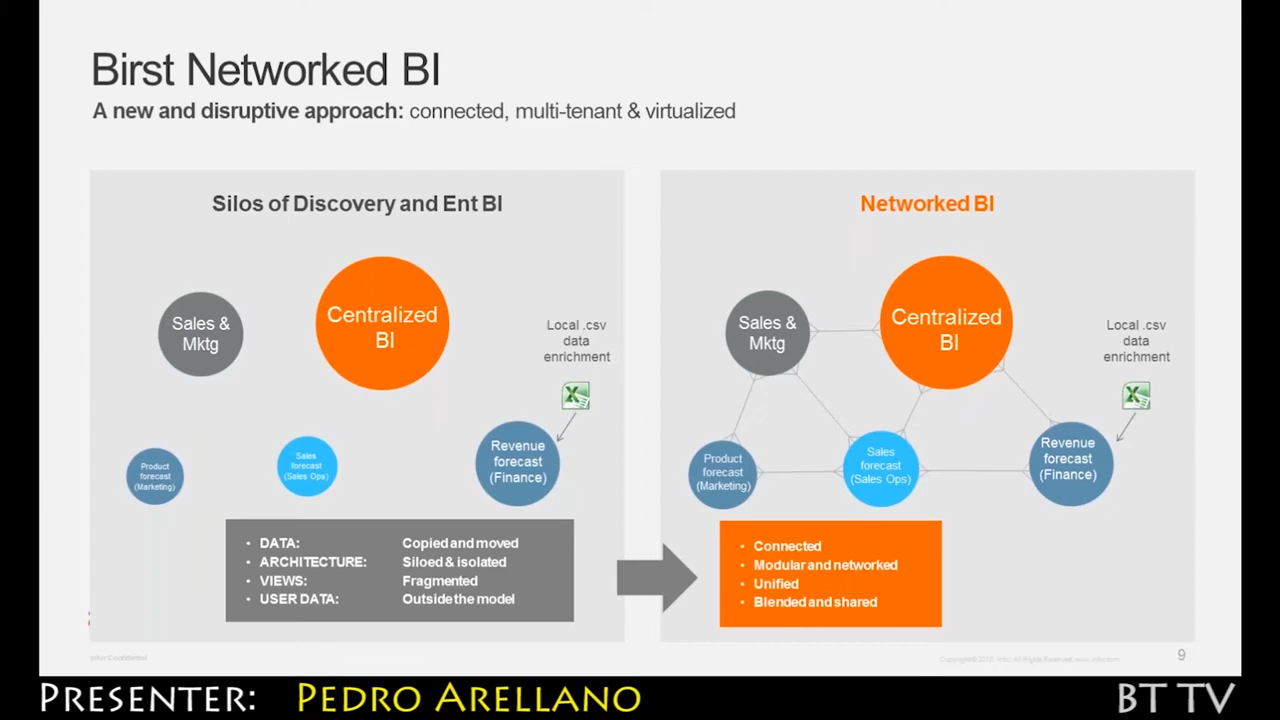 Birst Networked BI
A new and disruptive approach: connected, multi-tenant & virtualized
Silos of Discovery and Ent BI
Sales &
Mktg
Centralized
BI
Local .csv
data
enrichment
Product
forecast
(Marketing)
Sales
forecast
(Sales Ops)
Revenue
forecast
(Finance)
• DATA: Copied and moved
• ARCHITECTURE: Siloed & isolated
• VIEWS: Fragmented
• USER DATA: Outside the model
Networked BI
Sales &
Mktg
Centralized
BI
Local .csv
data
enrichment
Product
forecast
(Marketing)
Sales
forecast
(Sales Ops)
Revenue
forecast
(Finance)
• Connected
• Modular and networked
• Unified
• Blended and shared
Infor Confidential
9
PRESENTER: PEDRO ARELLANO
BT TV